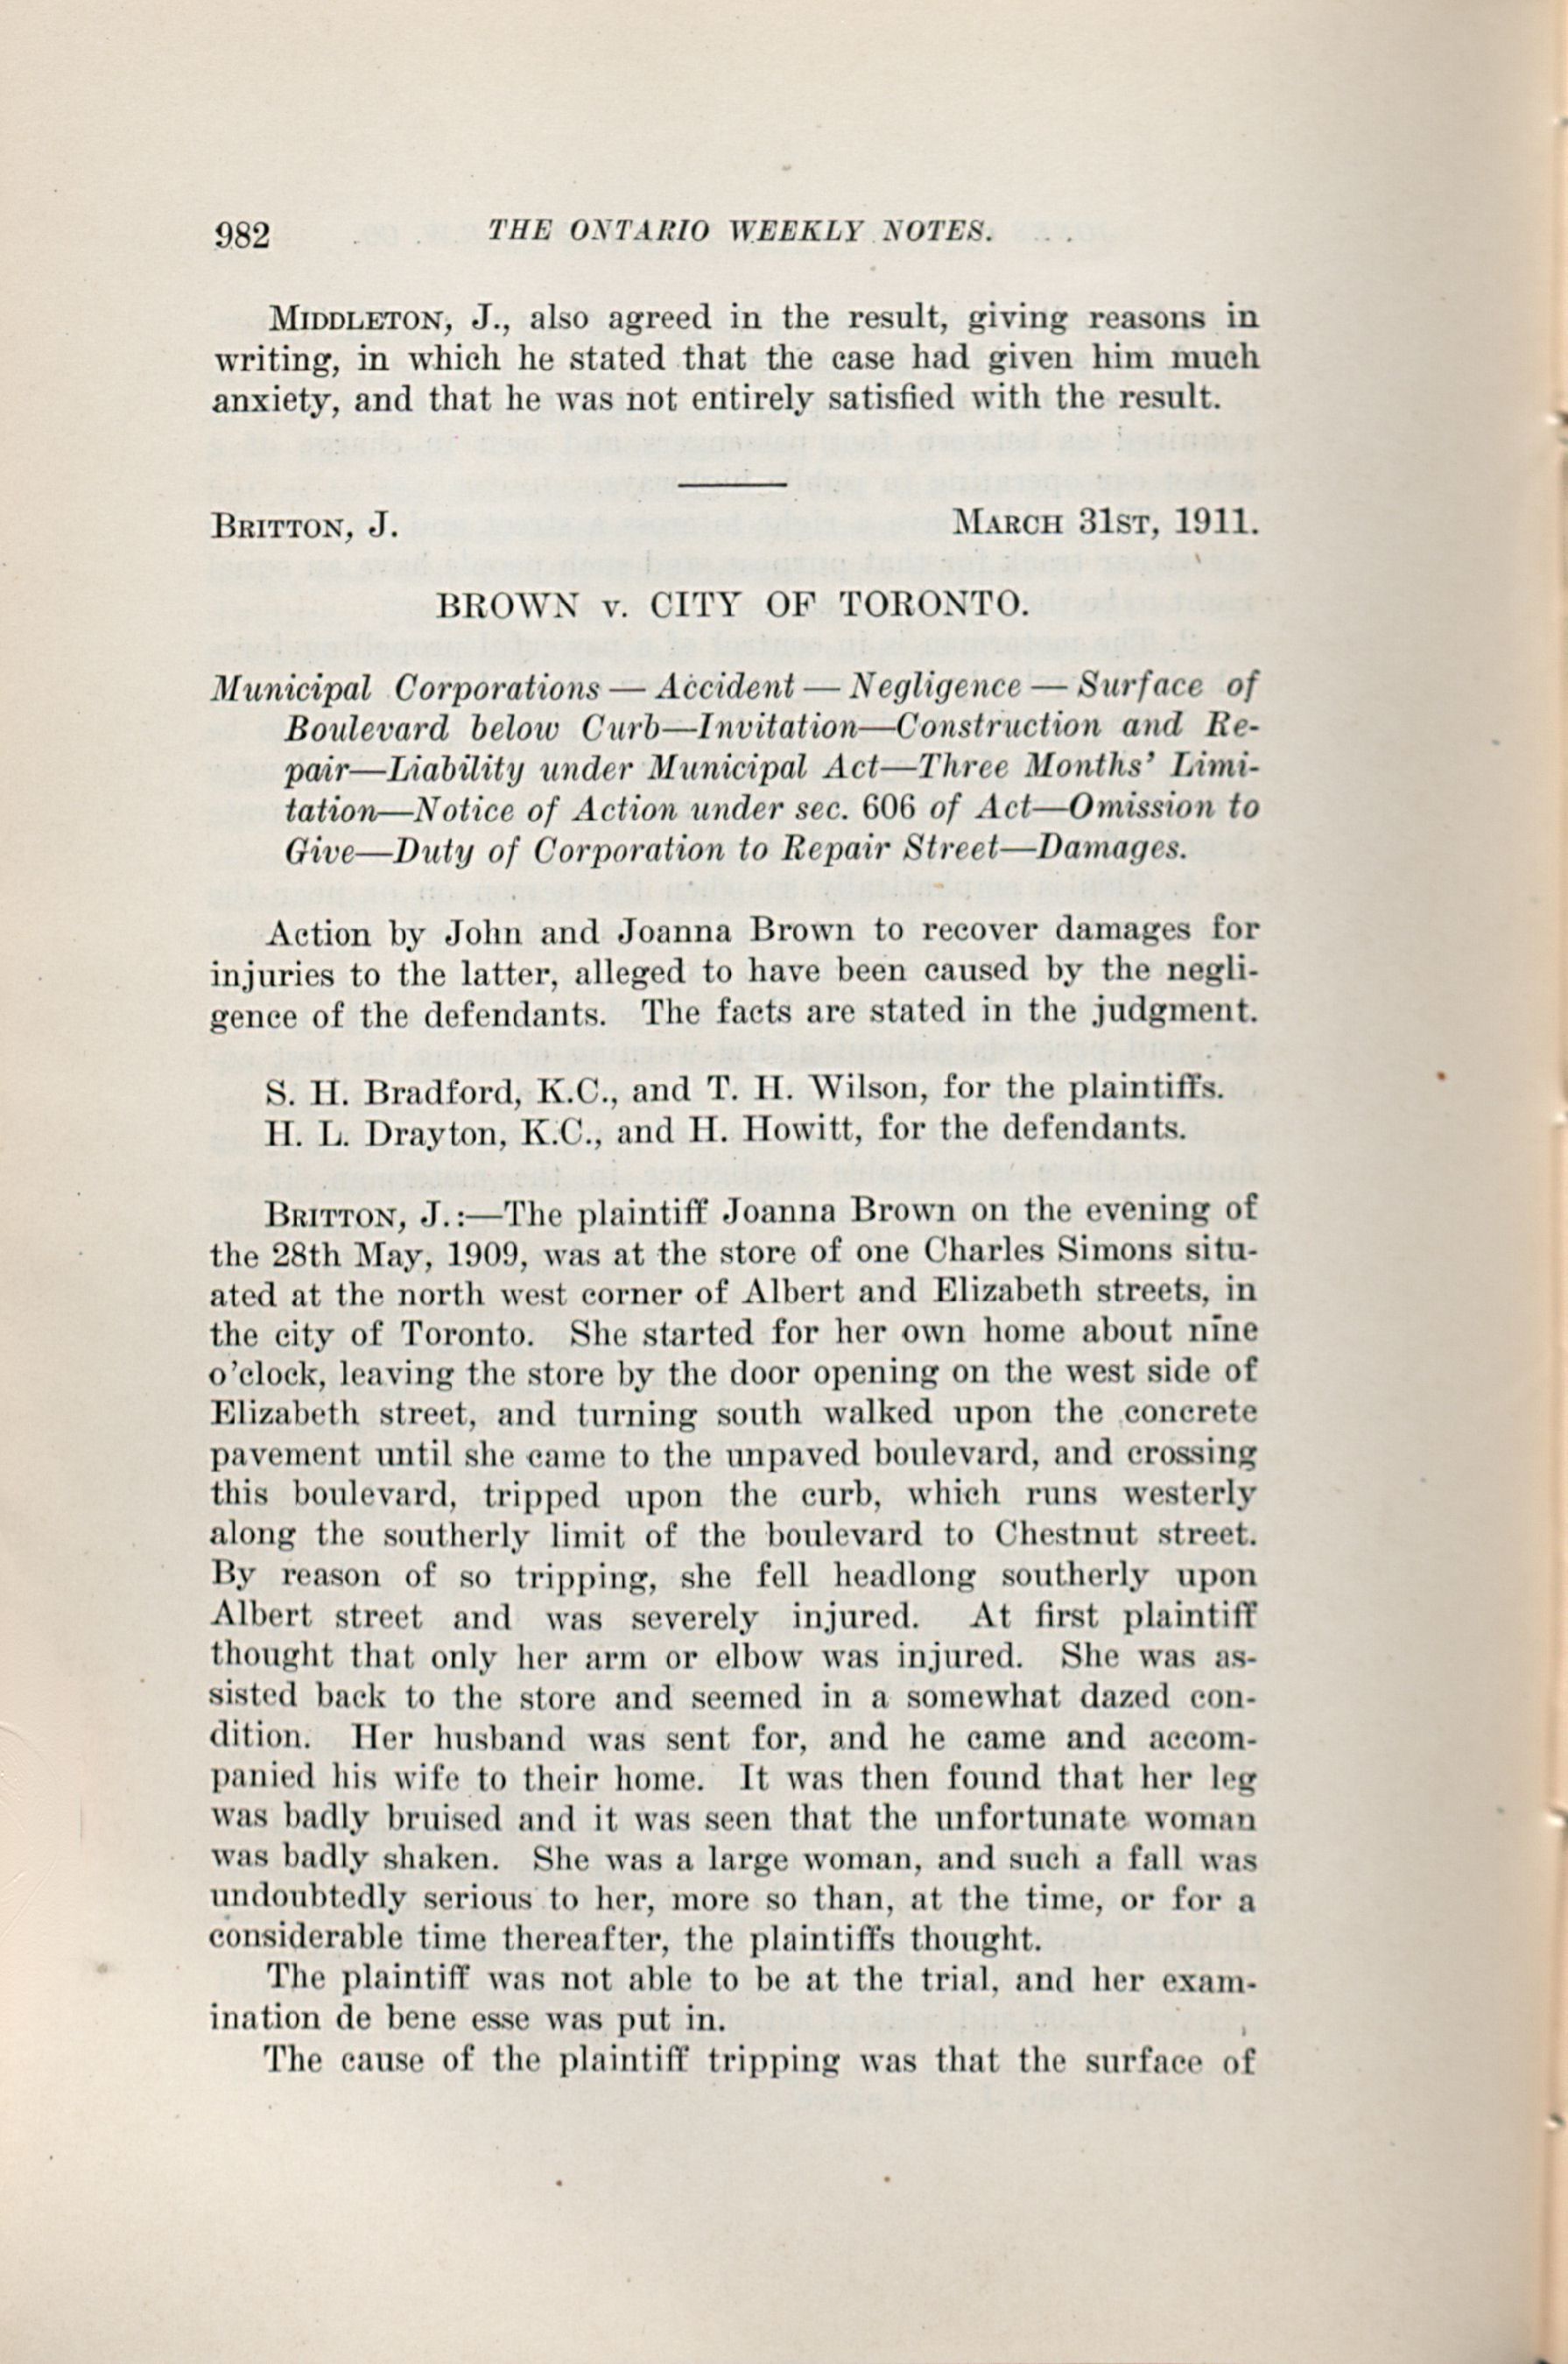 982 THE ONTARIO WEEKLY NOTES.
MIDDLETON, J., also agreed in the result, giving reasons in
writing, in which he stated that the case had given him much
anxiety, and that he was not entirely satisfied with the result.
BRITTON, J. MARCH 31ST, 1911.
BROWN v. CITY OF TORONTO.
Municipal Corporations — Accident — Negligence — Surface of
Boulevard below Curb—Invitation—Construction and Re-
pair—Liability under Municipal Act—Three Months' Limi-
tation—Notice of Action under sec. 606 of Act—Omission to
Give—Duty of Corporation to Repair Street—Damages.
Action by John and Joanna Brown to recover damages for
injuries to the latter, alleged to have been caused by the negli-
gence of the defendants. The facts are stated in the judgment.
S. H. Bradford, K.C., and T. H. Wilson, for the plaintiffs.
H. L. Drayton, K.C., and H. Howitt, for the defendants.
BRITTON, J.:—The plaintiff Joanna Brown on the evening of
the 28th May, 1909, was at the store of one Charles Simons situ-
ated at the north west corner of Albert and Elizabeth streets, in
the city of Toronto. She started for her own home about nine
o'clock, leaving the store by the door opening on the west side of
Elizabeth street, and turning south walked upon the concrete
pavement until she came to the unpaved boulevard, and crossing
this boulevard, tripped upon the curb, which runs westerly
along the southerly limit of the boulevard to Chestnut street.
By reason of so tripping, she fell headlong southerly upon
Albert street and was severely injured. At first plaintiff
thought that only her arm or elbow was injured. She was as-
sisted back to the store and seemed in a somewhat dazed con-
dition. Her husband was sent for, and he came and accom-
panied his wife to their home. It was then found that her leg
was badly bruised and it was seen that the unfortunate woman
was badly shaken. She was a large woman, and such a fall was
undoubtedly serious to her, more so than, at the time, or for a
considerable time thereafter, the plaintiffs thought.
The plaintiff was not able to be at the trial, and her exam-
ination de bene esse was put in.
The cause of the plaintiff tripping was that the surface of